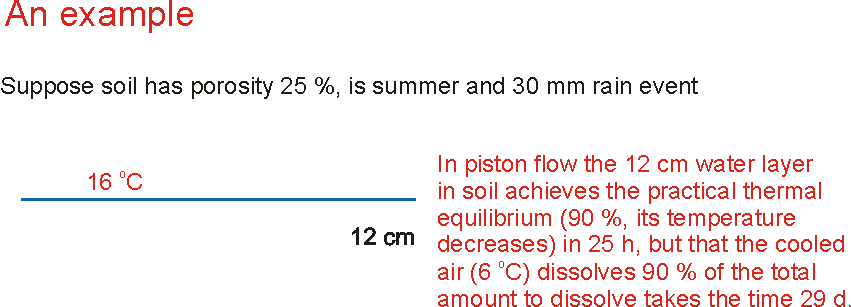 An example
Suppose soil has porosity 25 %, is summer and 30 mm rain event
16 °C
12 cm
In piston flow the 12 cm water layer
in soil achieves the practical thermal
equilibrium (90 %, its temperature
decreases) in 25 h, but that the cooled
air (6 °C) dissolves 90 % of the total
amount to dissolve takes the time 29 d.